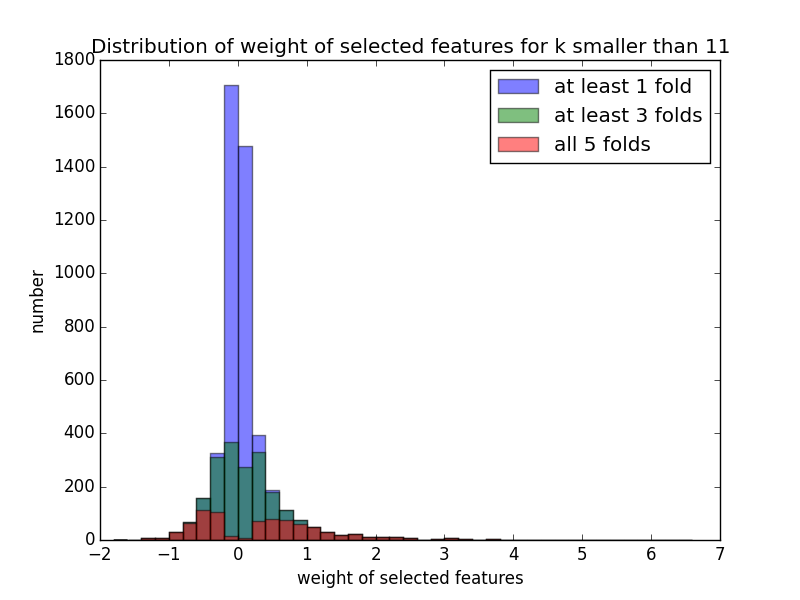 Distribution of weight of selected features for k smaller than 11
1800
1600
1400
1200
1000
800
600
400
200
0
number
at least 1 fold
at least 3 folds
all 5 folds
−2 −1 0 1 2 3 4 5 6 7
weight of selected features